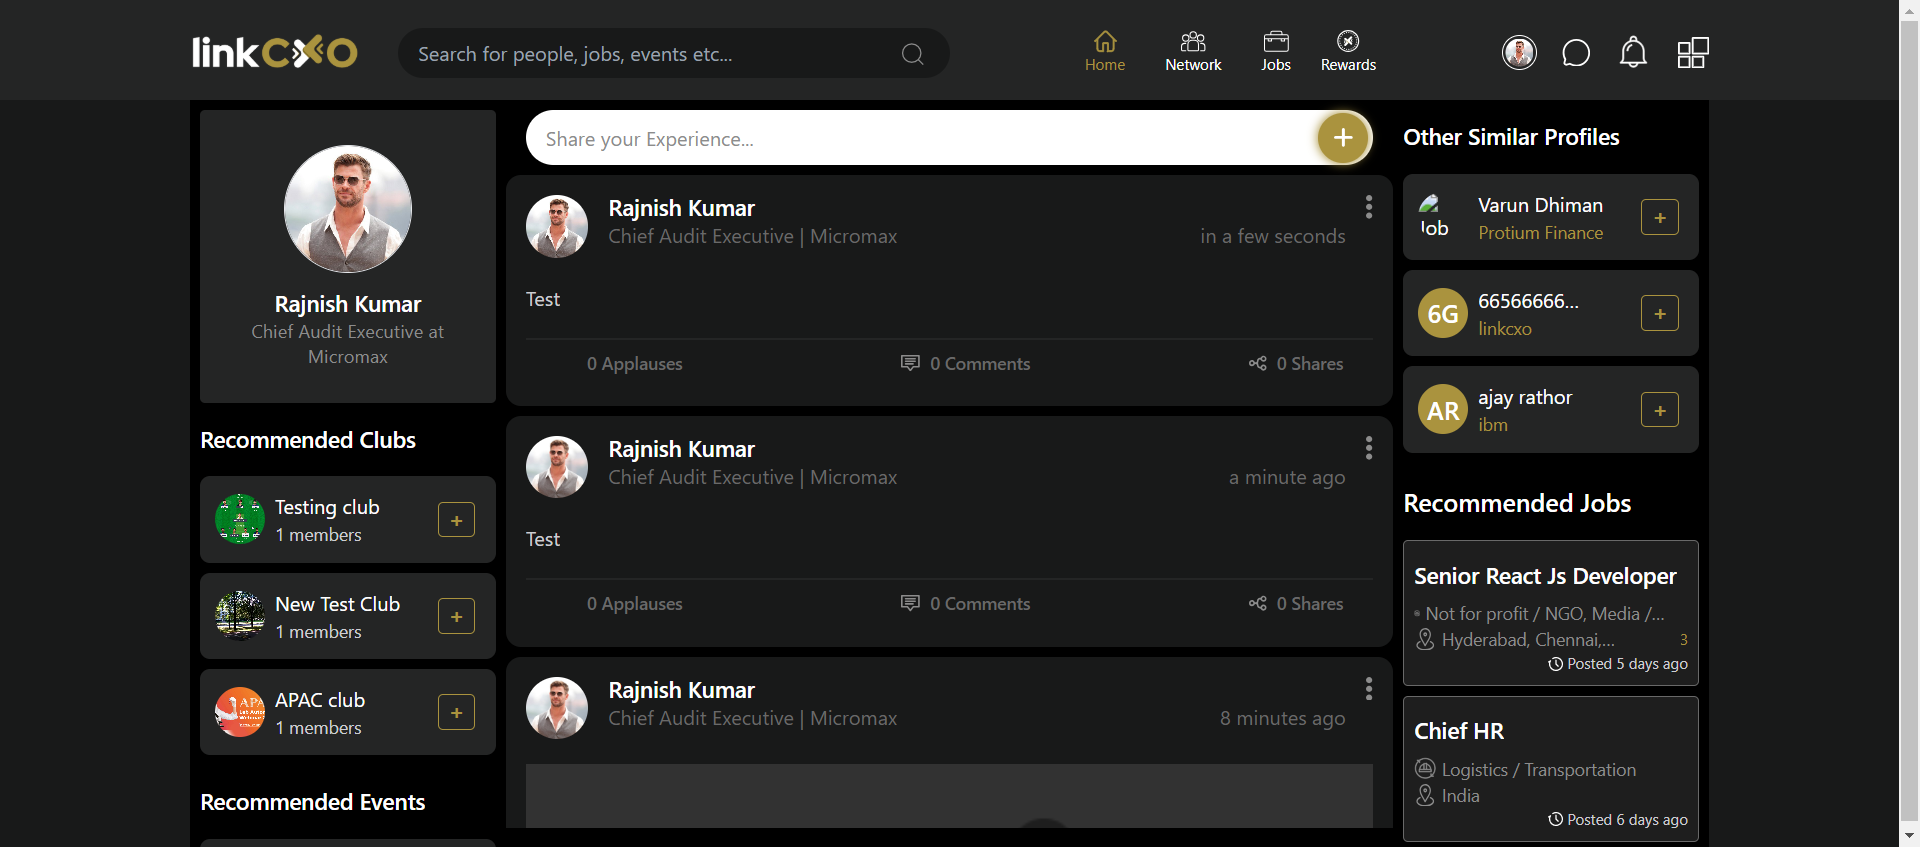 linkcxo
Search for people, jobs, events etc...
Home
Network
Jobs
Rewards
Rajnish Kumar
Chief Audit Executive at
Micromax
Recommended Clubs
Testing club
1 members
+
New Test Club
1 members
+
APAC club
1 members
+
Recommended Events
Share your Experience...
+
Rajnish Kumar
Chief Audit Executive | Micromax
in a few seconds
Test
0 Applauses
0 Comments
0 Shares
Rajnish Kumar
Chief Audit Executive | Micromax
a minute ago
Test
0 Applauses
0 Comments
0 Shares
Rajnish Kumar
Chief Audit Executive | Micromax
8 minutes ago
Other Similar Profiles
Varun Dhiman
Protium Finance
+
6G
66566666...
linkcxo
+
AR
ajay rathor
ibm
+
Recommended Jobs
Senior React Js Developer
Not for profit / NGO, Media /...
Hyderabad, Chennai,...
3
Posted 5 days ago
Chief HR
Logistics / Transportation
India
Posted 6 days ago